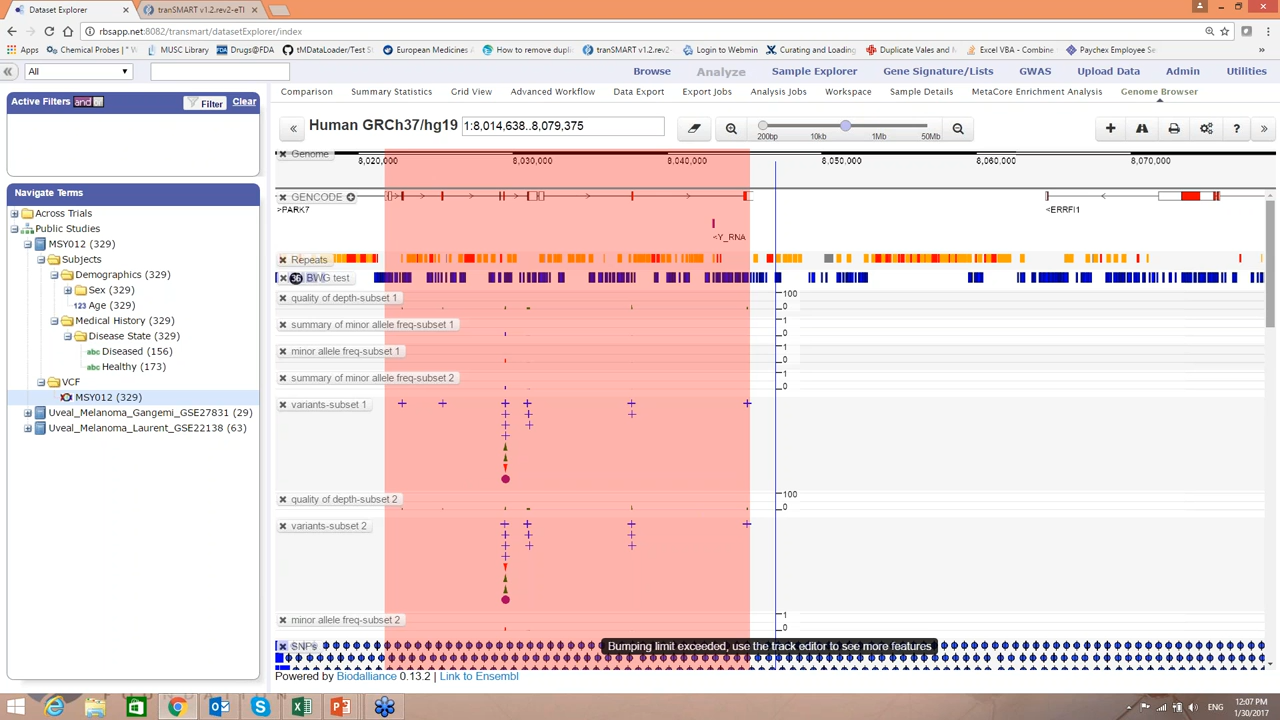 Dataset Explorer
tranSMART v1.2.rev2-eTI
rbsapp.net:8082/transmart/datasetExplorer/index
Apps
Chemical Probes | "
MUSC Library
Drugs@FDA
tMDataLoader/Test St
European Medicines A
How to remove duplic
tranSMART v1.2.rev2-
Login to Webmin
Curating and Loading
Duplicate Vales and M
Excel VBA - Combine
Paychex Employee Se
All
Browse
Analyze
Sample Explorer
Gene Signature/Lists
GWAS
Upload Data
Admin
Utilities
Comparison
Summary Statistics
Grid View
Advanced Workflow
Data Export
Export Jobs
Analysis Jobs
Workspace
Sample Details
MetaCore Enrichment Analysis
Genome Browser
Active Filters
and or
Filter
Clear
Human GRCh37/hg19
1:8,014,638..8,079,375
200bp
10kb
1Mb
50Mb
Genome
8,020,000
8,030,000
8,040,000
8,050,000
8,060,000
8,070,000
GENCODE
>PARK7
<ERRFI1
<Y_RNA
Repeats
36 BWG test
quality of depth-subset 1
100
0
summary of minor allele freq-subset 1
1
0
minor allele freq-subset 1
1
0
summary of minor allele freq-subset 2
1
0
variants-subset 1
quality of depth-subset 2
100
0
variants-subset 2
minor allele freq-subset 2
1
0
SNPs
Bumping limit exceeded, use the track editor to see more features
Powered by Biodalliance 0.13.2 | Link to Ensembl
Navigate Terms
Across Trials
Public Studies
MSY012 (329)
Subjects
Demographics (329)
Sex (329)
123 Age (329)
Medical History (329)
Disease State (329)
abc Diseased (156)
abc Healthy (173)
VCF
MSY012 (329)
Uveal_Melanoma_Gangemi_GSE27831 (29)
Uveal_Melanoma_Laurent_GSE22138 (63)
ENG
12:07 PM
1/30/2017